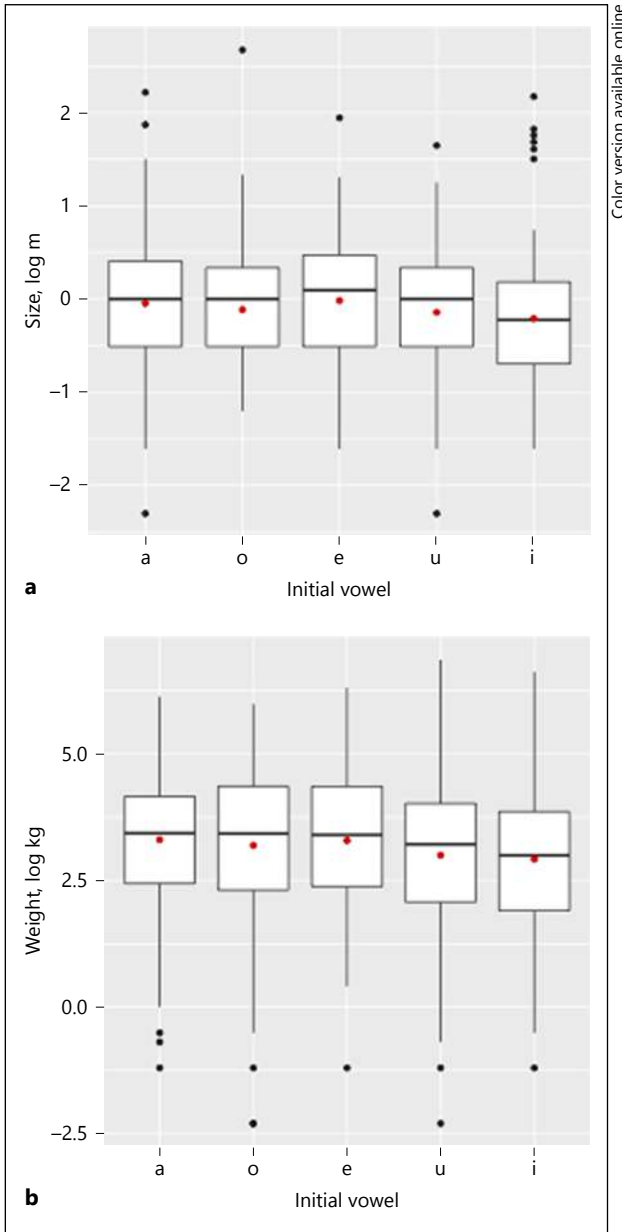 Color version available online
2
1
0
−1
−2
Size, log m
a
o
e
u
i
Initial vowel
a
5.0
2.5
0.0
−2.5
Weight, log kg
a
o
e
u
i
Initial vowel
b